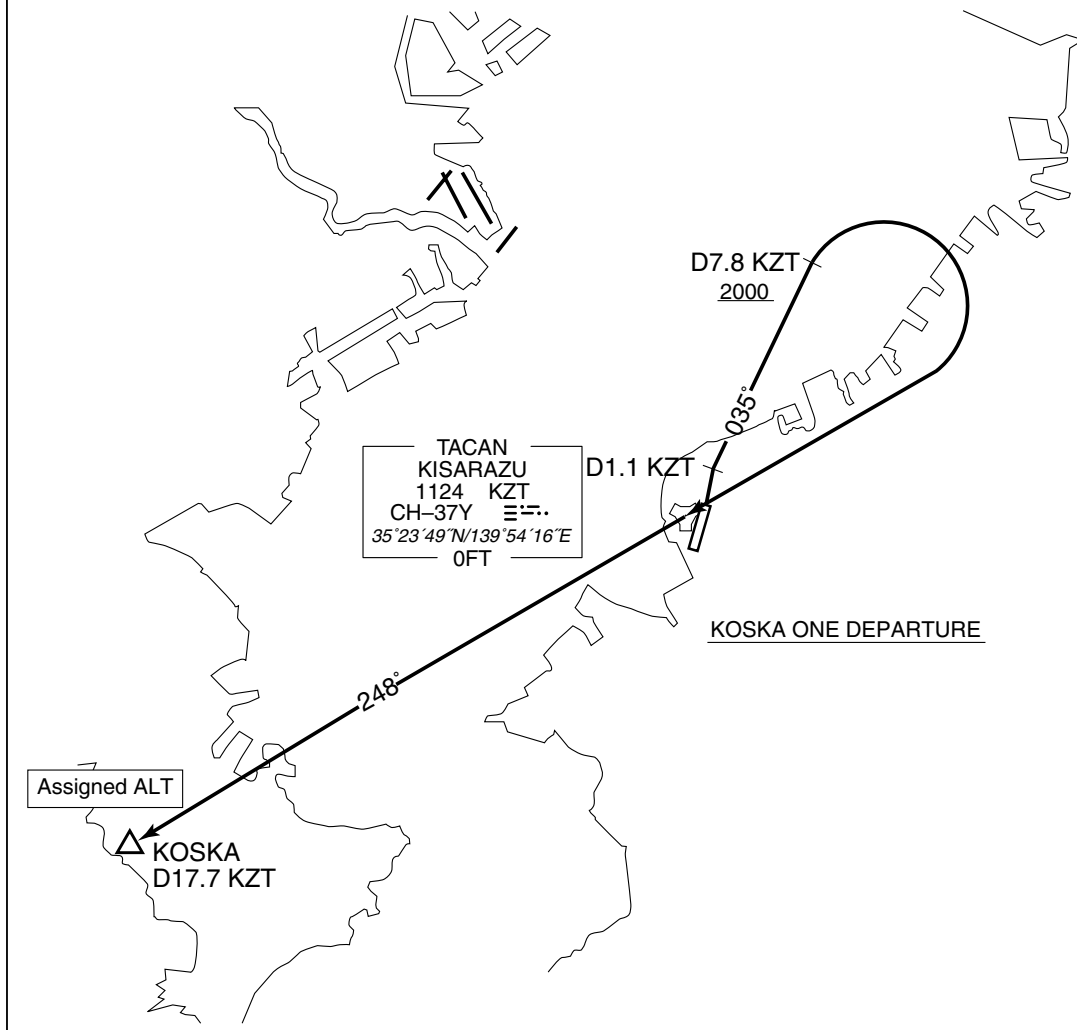 D7.8 KZT
2000
035°
TACAN
KISARAZU
1124 KZT
CH–37Y
35°23´49˝N/139°54´16˝E
0FT
D1.1 KZT
KOSKA ONE DEPARTURE
248°
Assigned ALT
KOSKA
D17.7 KZT